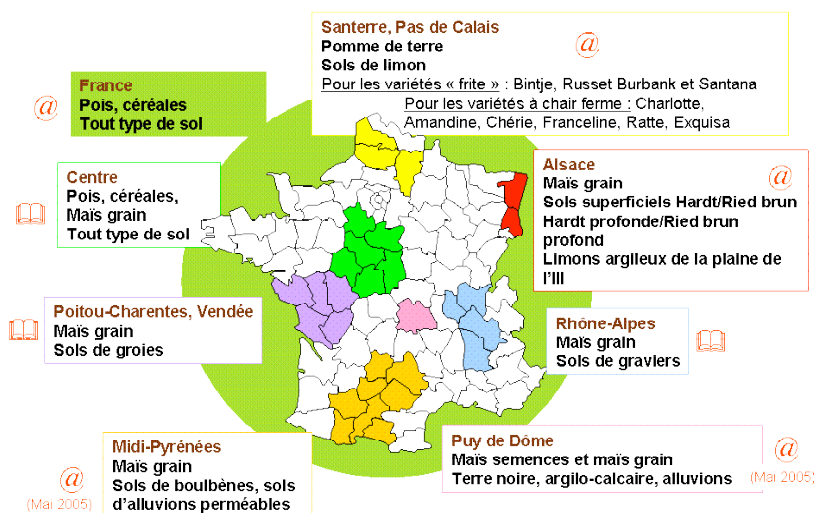 Santerre, Pas de Calais
Pomme de terre
Sols de limon
Pour les variétés « frite » : Bintje, Russet Burbank et Santana
Pour les variétés à chair ferme : Charlotte,
Amandine, Chérie, Franceline, Ratte, Exquisa
@
France
Pois, céréales
Tout type de sol
@
Centre
Pois, céréales,
Maïs grain
Tout type de sol
Alsace
Maïs grain
Sols superficiels Hardt/Ried brun
Hardt profonde/Ried brun
profond
Limons argileux de la plaine de
l'Ill
@
Poitou-Charentes, Vendée
Maïs grain
Sols de groies
Rhône-Alpes
Maïs grain
Sols de graviers
Midi-Pyrénées
Maïs grain
Sols de boulbènes, sols
d'alluvions perméables
@
(Mai 2005)
Puy de Dôme
Maïs semences et maïs grain
Terre noire, argilo-calcaire, alluvions
@
(Mai 2005)